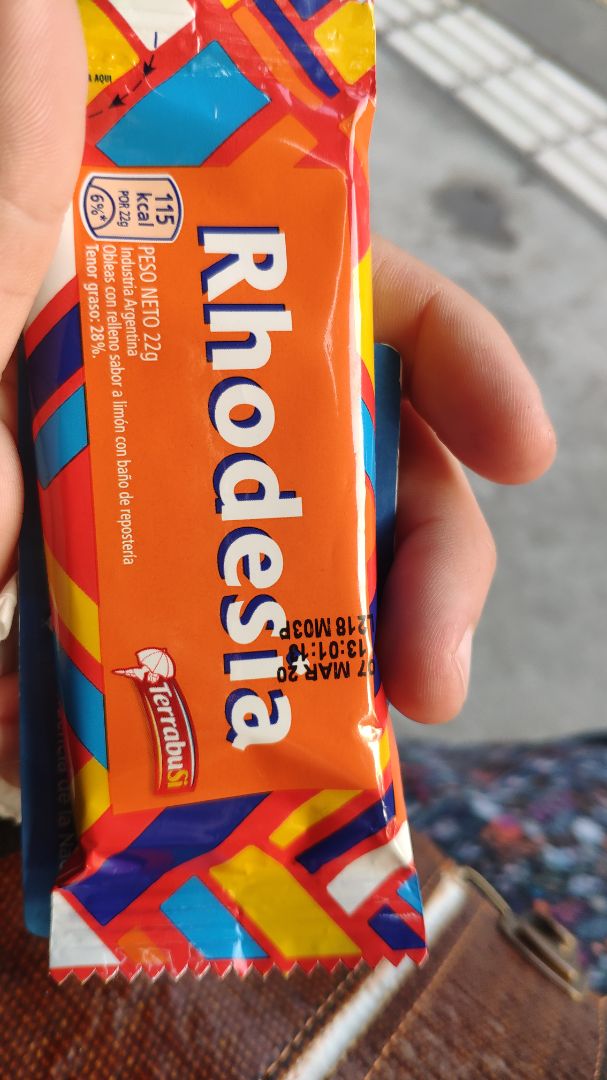 A AQUI
115
kcal
POR 22g
6%*
PESO NETO 22g
Industria Argentina
Obleas con relleno sabor a limón con baño de repostería
Tenor graso: 28%.
Rhodesia
07 MAR 20
13:01:18
L218 M03P
TerrabuSi